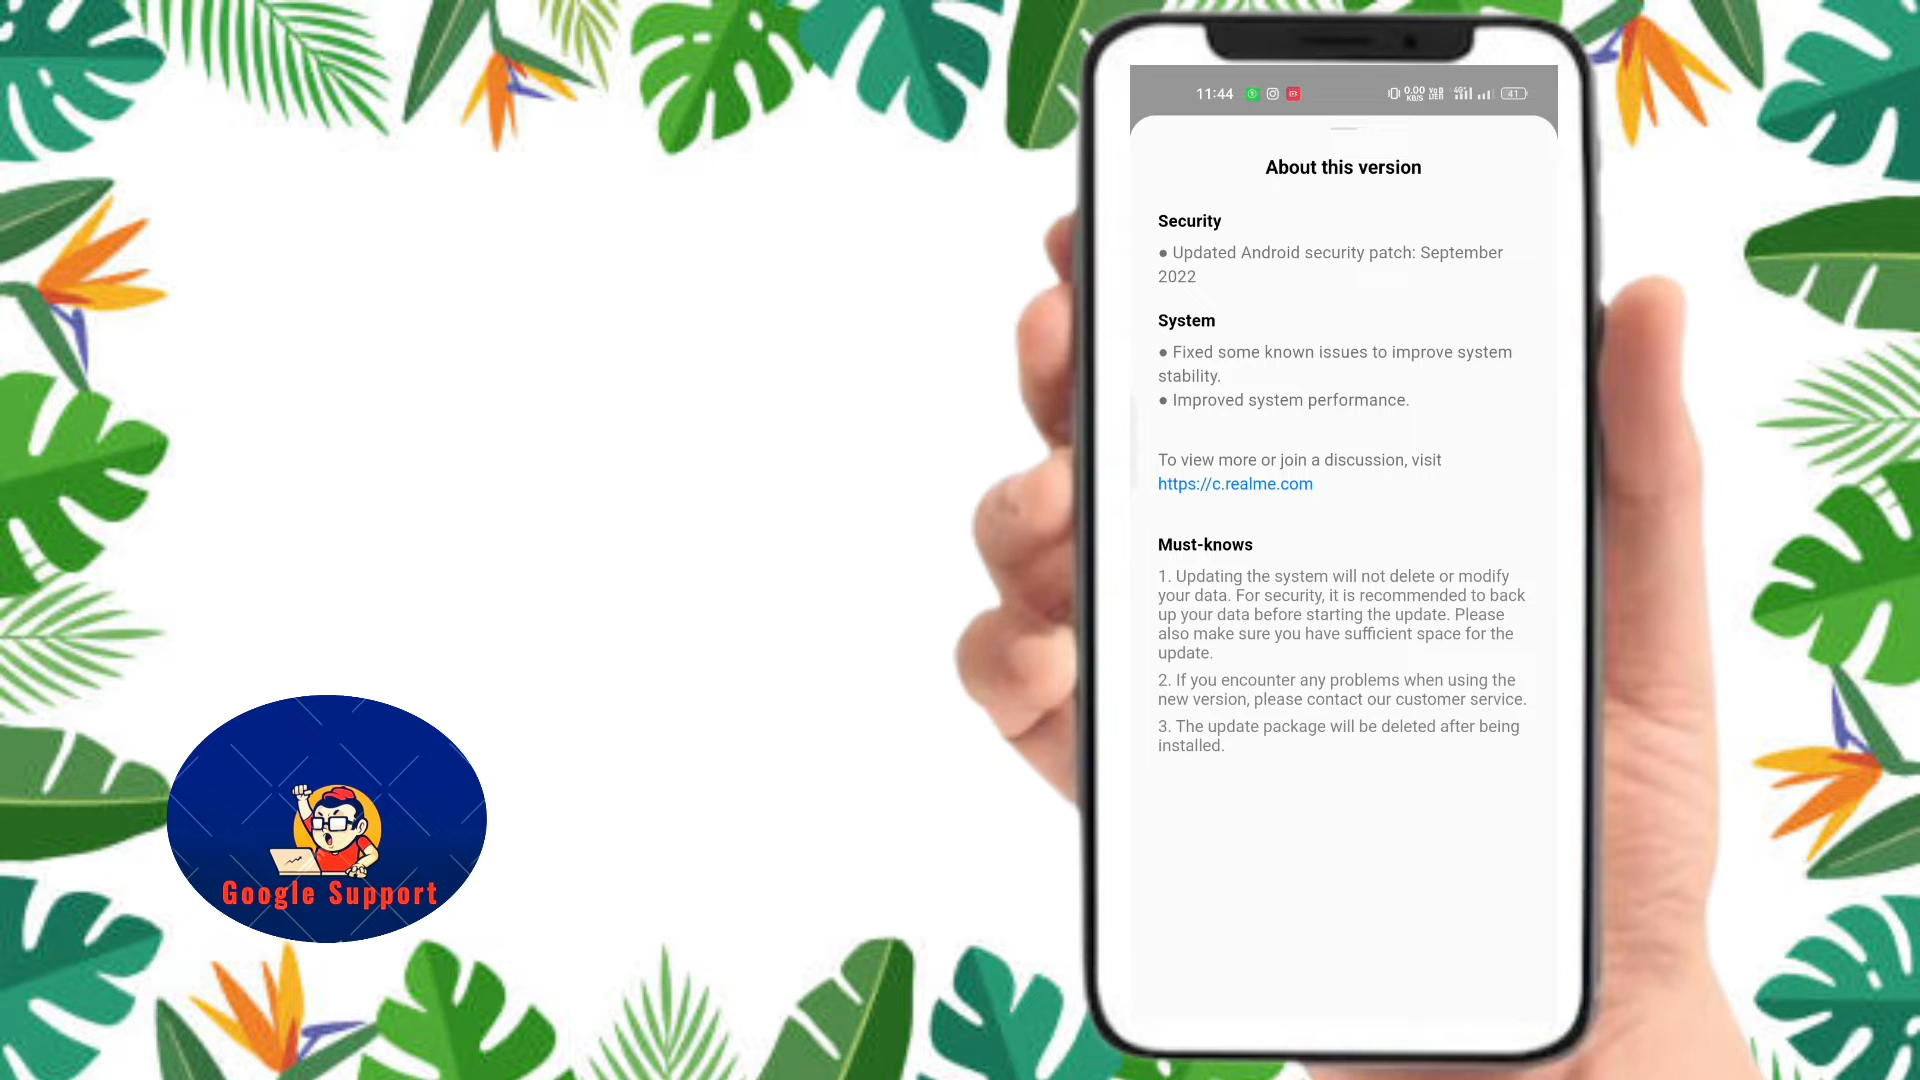 11:44
0.00
KB/S
4G+
41
About this version
Security
● Updated Android security patch: September
2022
System
● Fixed some known issues to improve system
stability.
● Improved system performance.
To view more or join a discussion, visit
https://c.realme.com
Must-knows
1. Updating the system will not delete or modify
your data. For security, it is recommended to back
up your data before starting the update. Please
also make sure you have sufficient space for the
update.
2. If you encounter any problems when using the
new version, please contact our customer service.
3. The update package will be deleted after being
installed.
Google Support